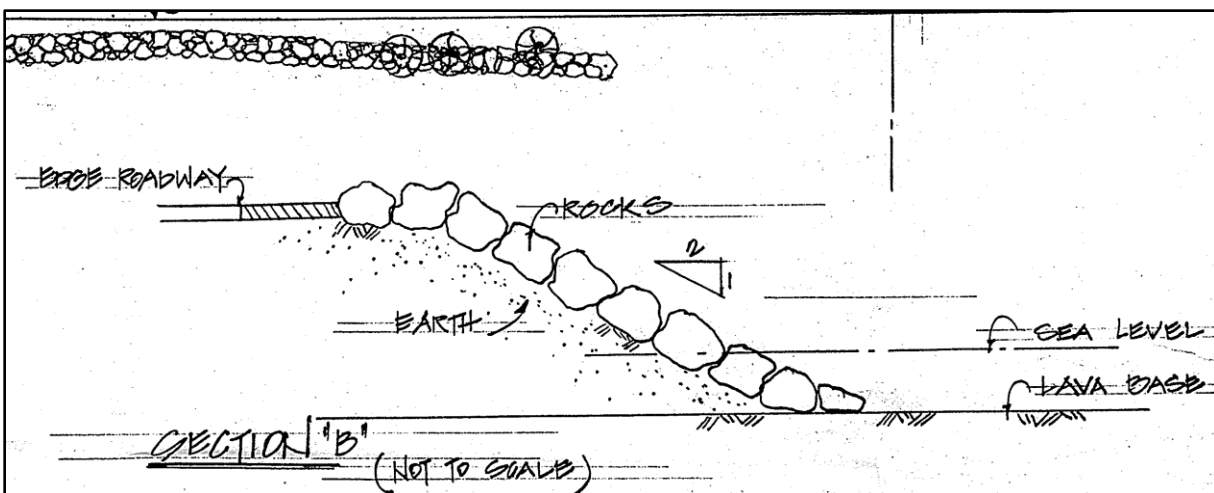 EDGE ROADWAY
ROCKS
2
1
EARTH
SEA LEVEL
LAVA BASE
SECTION "B"
(NOT TO SCALE)